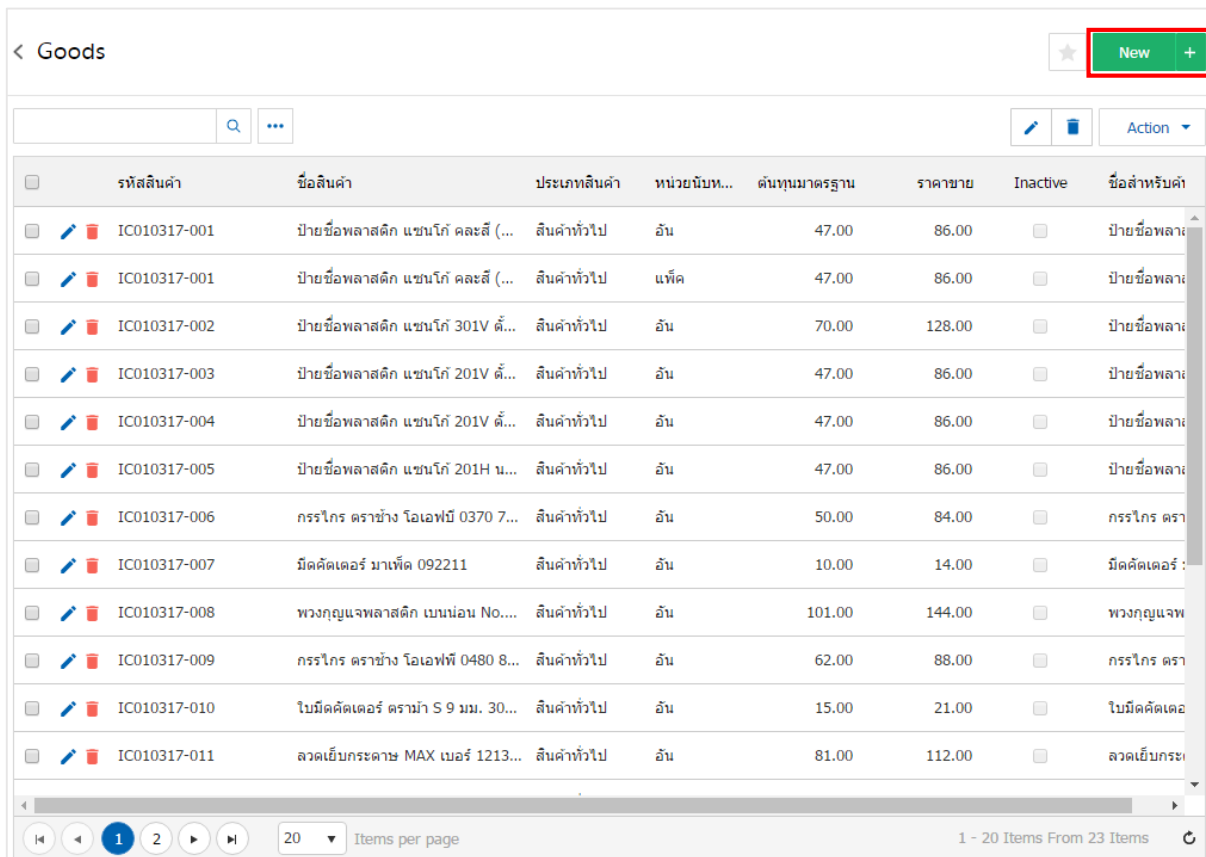 Goods
New +
Action
รหัสสินค้า ชื่อสินค้า ประเภทสินค้า หน่วยนับห... ต้นทุนมาตรฐาน ราคาขาย Inactive ชื่อสำหรับค้า
IC010317-001 ป้ายชื่อพลาสติก แซนโก้ คละสี (... สินค้าทั่วไป อัน 47.00 86.00 ป้ายชื่อพลาส
IC010317-001 ป้ายชื่อพลาสติก แซนโก้ คละสี (... สินค้าทั่วไป แพ็ค 47.00 86.00 ป้ายชื่อพลาส
IC010317-002 ป้ายชื่อพลาสติก แซนโก้ 301V ตั้... สินค้าทั่วไป อัน 70.00 128.00 ป้ายชื่อพลาส
IC010317-003 ป้ายชื่อพลาสติก แซนโก้ 201V ตั้... สินค้าทั่วไป อัน 47.00 86.00 ป้ายชื่อพลาส
IC010317-004 ป้ายชื่อพลาสติก แซนโก้ 201V ตั้... สินค้าทั่วไป อัน 47.00 86.00 ป้ายชื่อพลาส
IC010317-005 ป้ายชื่อพลาสติก แซนโก้ 201H น... สินค้าทั่วไป อัน 47.00 86.00 ป้ายชื่อพลาส
IC010317-006 กรรไกร ตราช้าง โอเอฟบี 0370 7... สินค้าทั่วไป อัน 50.00 84.00 กรรไกร ตรา
IC010317-007 มีดคัตเตอร์ มาเพ็ด 092211 สินค้าทั่วไป อัน 10.00 14.00 มีดคัตเตอร์
IC010317-008 พวงกุญแจพลาสติก เบนน่อน No.... สินค้าทั่วไป อัน 101.00 144.00 พวงกุญแจพ
IC010317-009 กรรไกร ตราช้าง โอเอฟพี 0480 8... สินค้าทั่วไป อัน 62.00 88.00 กรรไกร ตรา
IC010317-010 ใบมีดคัตเตอร์ ตราม้า S 9 มม. 30... สินค้าทั่วไป อัน 15.00 21.00 ใบมีดคัตเตอ
IC010317-011 ลวดเย็บกระดาษ MAX เบอร์ 1213... สินค้าทั่วไป อัน 81.00 112.00 ลวดเย็บกระ
1 2 20 Items per page 1 - 20 Items From 23 Items